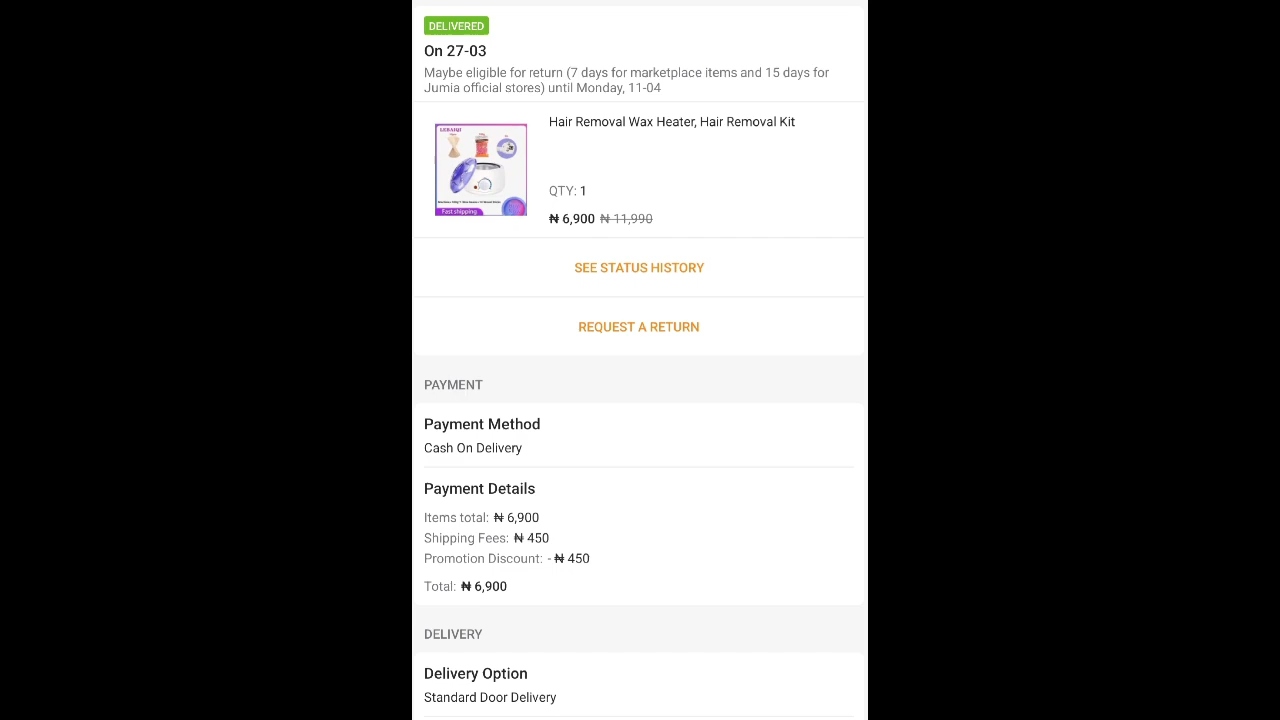 DELIVERED
On 27-03
Maybe eligible for return (7 days for marketplace items and 15 days for
Jumia official stores) until Monday, 11-04
Hair Removal Wax Heater, Hair Removal Kit
QTY: 1
₦ 6,900 ₦ 11,990
Fast shipping
SEE STATUS HISTORY
REQUEST A RETURN
PAYMENT
Payment Method
Cash On Delivery
Payment Details
Items total: ₦ 6,900
Shipping Fees: ₦ 450
Promotion Discount: - ₦ 450
Total: ₦ 6,900
DELIVERY
Delivery Option
Standard Door Delivery